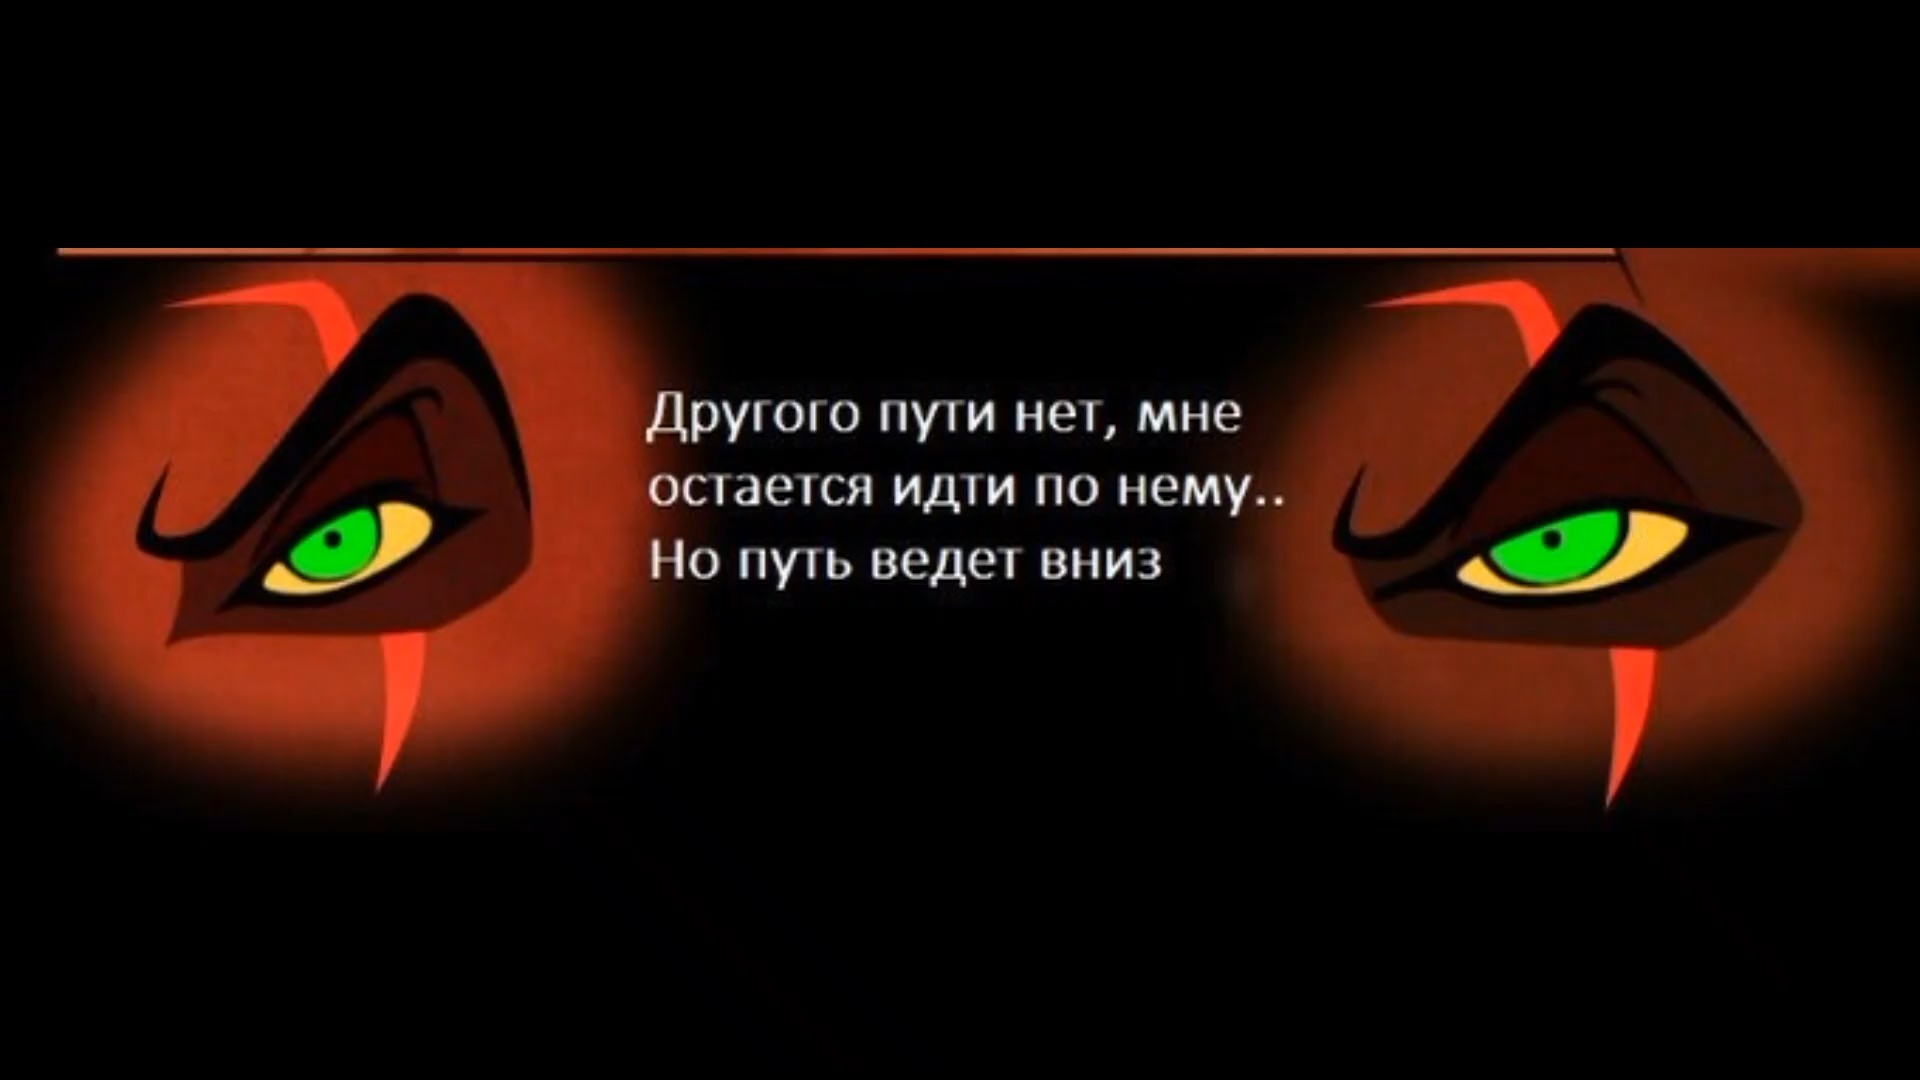 Другого пути нет, мне
остается идти по нему..
Но путь ведет вниз